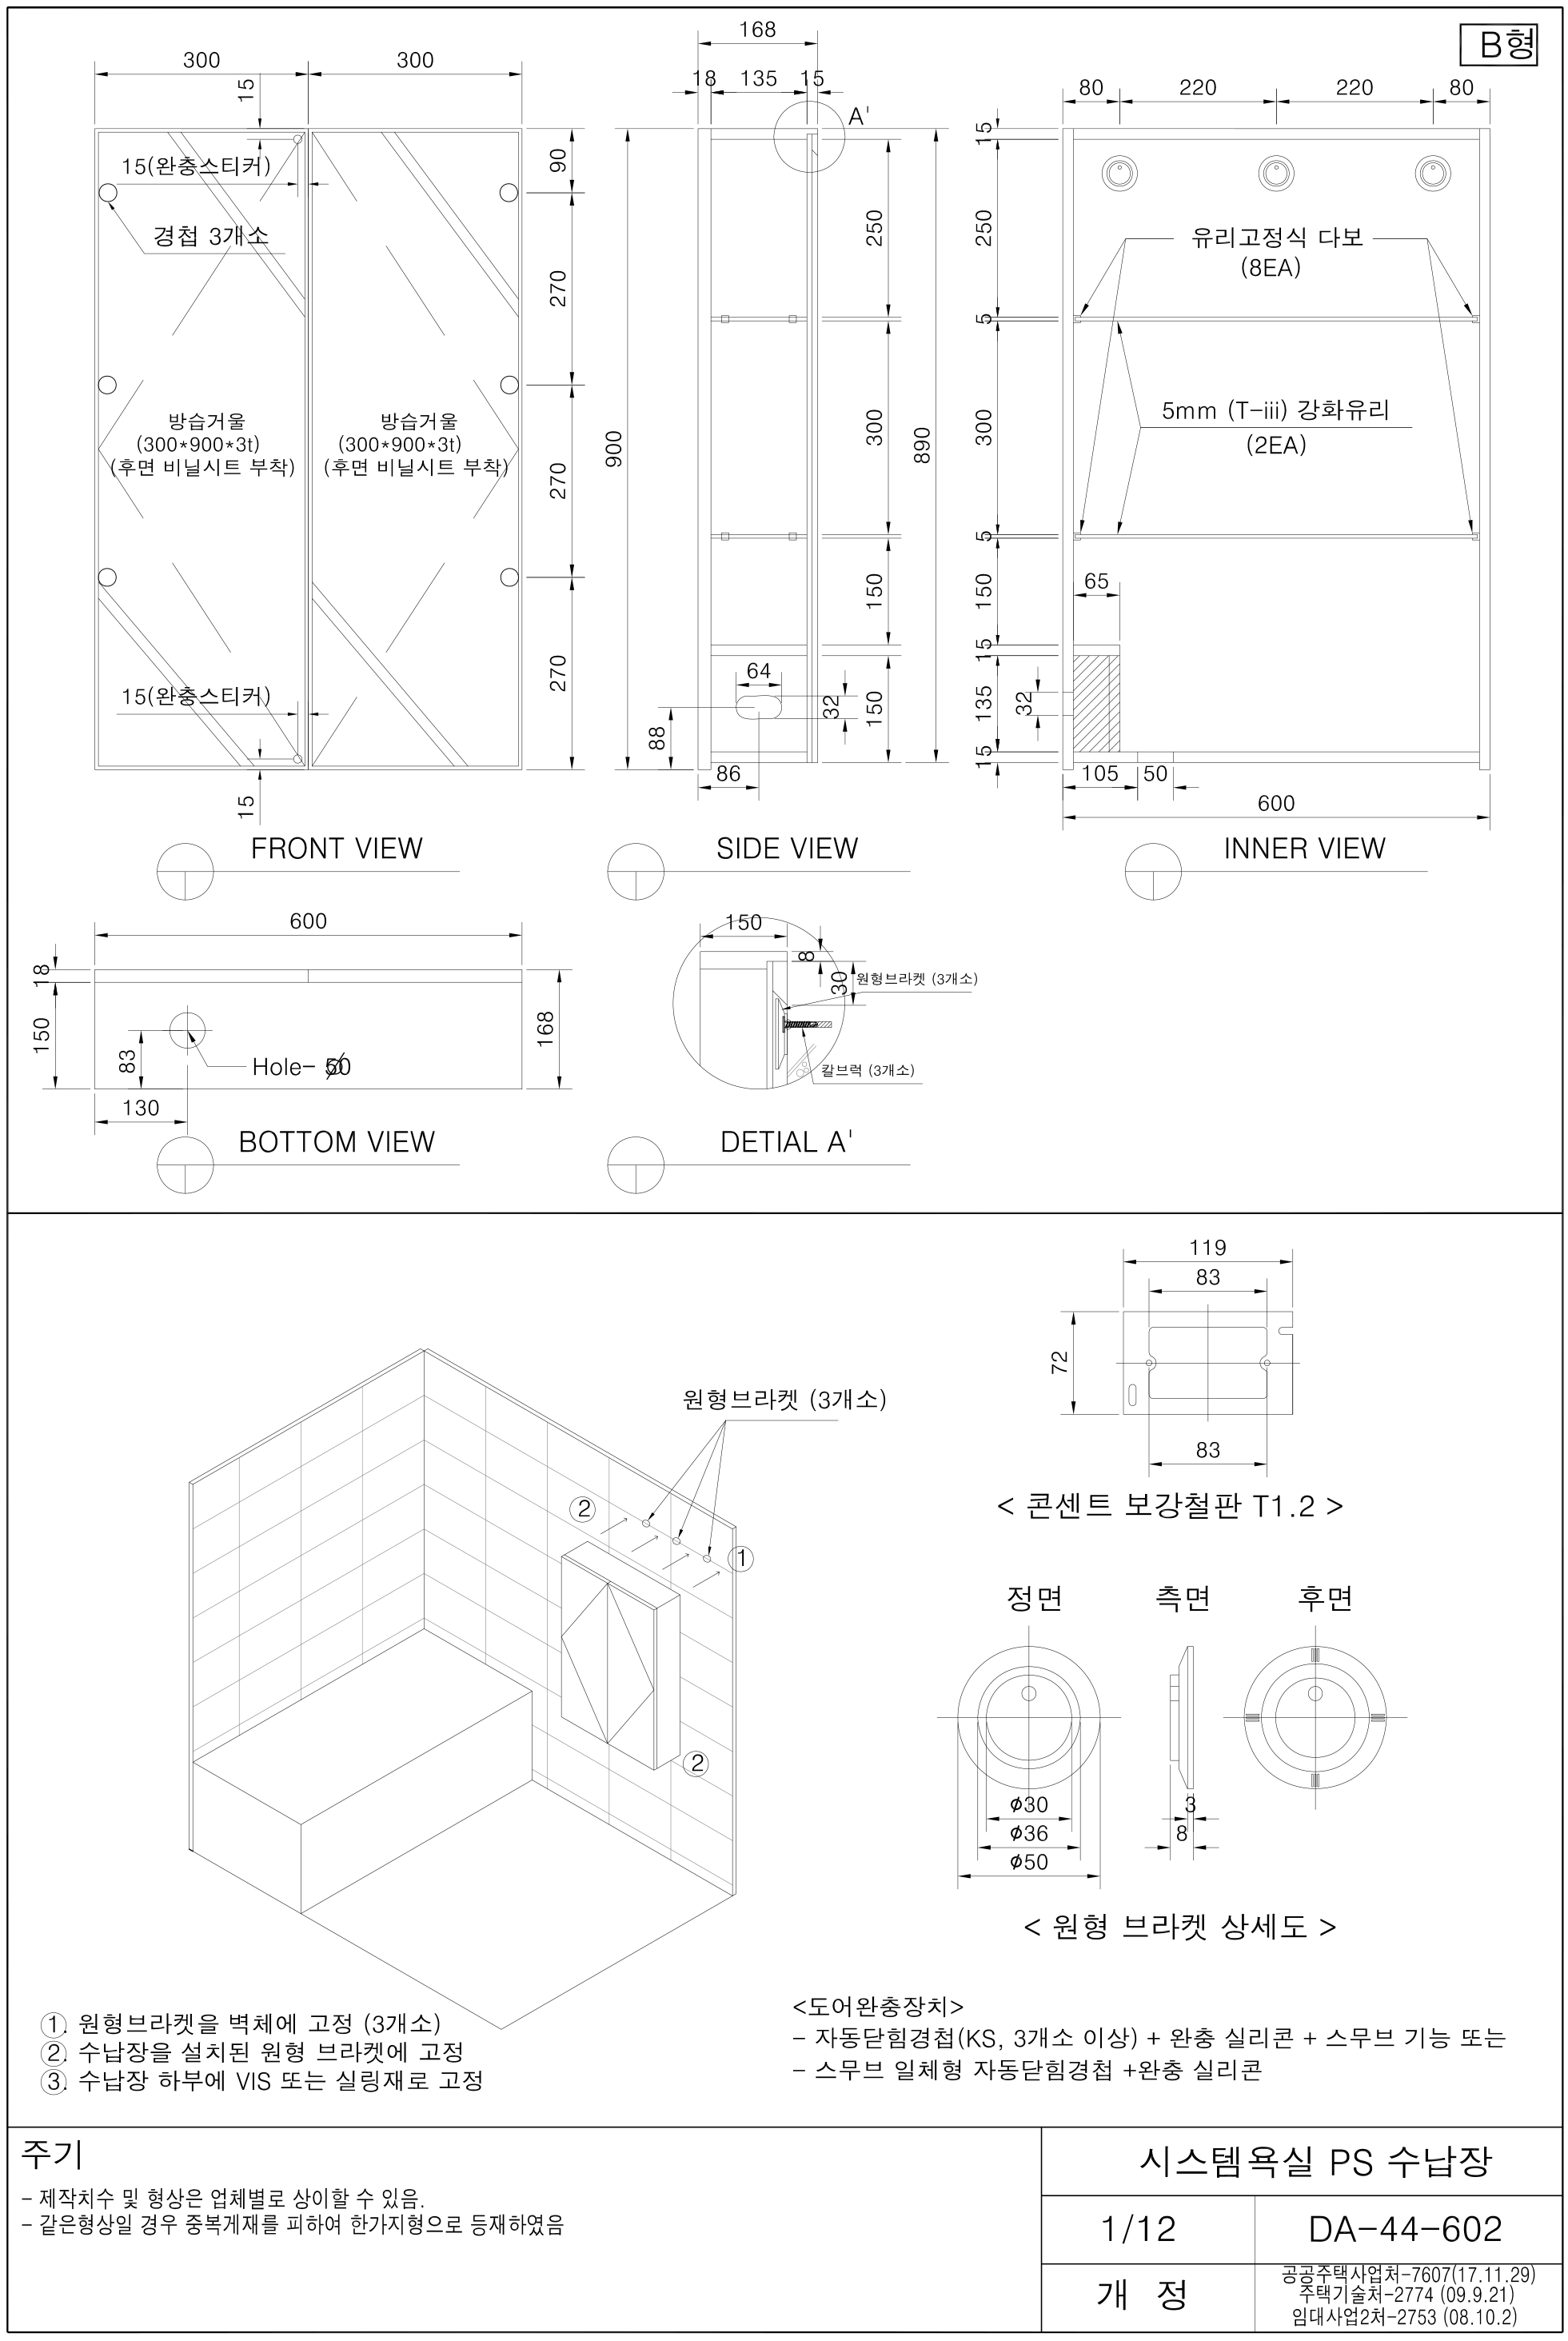 B형
300
300
15
15(완충스티커)
경첩 3개소
90
270
270
270
방습거울
(300*900*3t)
(후면 비닐시트 부착)
방습거울
(300*900*3t)
(후면 비닐시트 부착)
15(완충스티커)
15
FRONT VIEW
168
18
135
15
A'
250
300
900
890
150
64
32
150
88
86
SIDE VIEW
80
220
220
80
15
250
유리고정식 다보
(8EA)
5
5mm (T-iii) 강화유리
(2EA)
300
5
150
65
15
135
32
15
105
50
600
INNER VIEW
600
18
150
83
Hole- 50
168
130
BOTTOM VIEW
150
8
30
원형브라켓 (3개소)
칼브럭 (3개소)
DETIAL A'
119
83
72
83
< 콘센트 보강철판 T1.2 >
원형브라켓 (3개소)
2
1
2
정면
측면
후면
ϕ30
ϕ36
ϕ50
3
8
< 원형 브라켓 상세도 >
①. 원형브라켓을 벽체에 고정 (3개소)
②. 수납장을 설치된 원형 브라켓에 고정
③. 수납장 하부에 VIS 또는 실링재로 고정
<도어완충장치>
- 자동닫힘경첩(KS, 3개소 이상) + 완충 실리콘 + 스무브 기능 또는
- 스무브 일체형 자동닫힘경첩 +완충 실리콘
주기
- 제작치수 및 형상은 업체별로 상이할 수 있음.
- 같은형상일 경우 중복게재를 피하여 한가지형으로 등재하였음
시스템욕실 PS 수납장
1/12
DA-44-602
개 정
공공주택사업처-7607(17.11.29)
주택기술처-2774 (09.9.21)
임대사업2처-2753 (08.10.2)